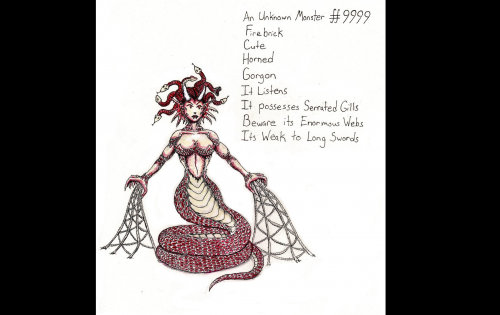 An Unknown Monster #9999
Firebrick
Cute
Horned
Gorgon
It Listens
It possesses Serrated Gills
Beware its Enormous Webs
Its Weak to Long Swords